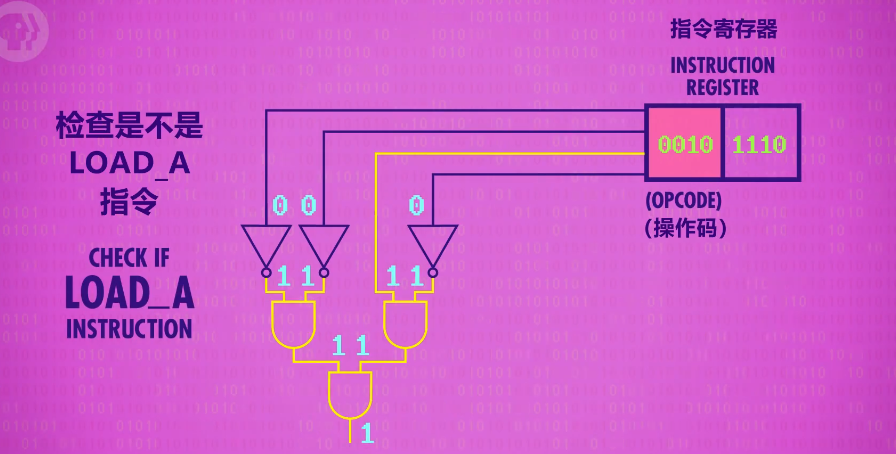 指令寄存器
INSTRUCTION
REGISTER
0010 1110
(OPCODE)
(操作码)
检查是不是
LOAD_A
指令
CHECK IF
LOAD_A
INSTRUCTION
0 0 0
1 1 1 1
1 1
1